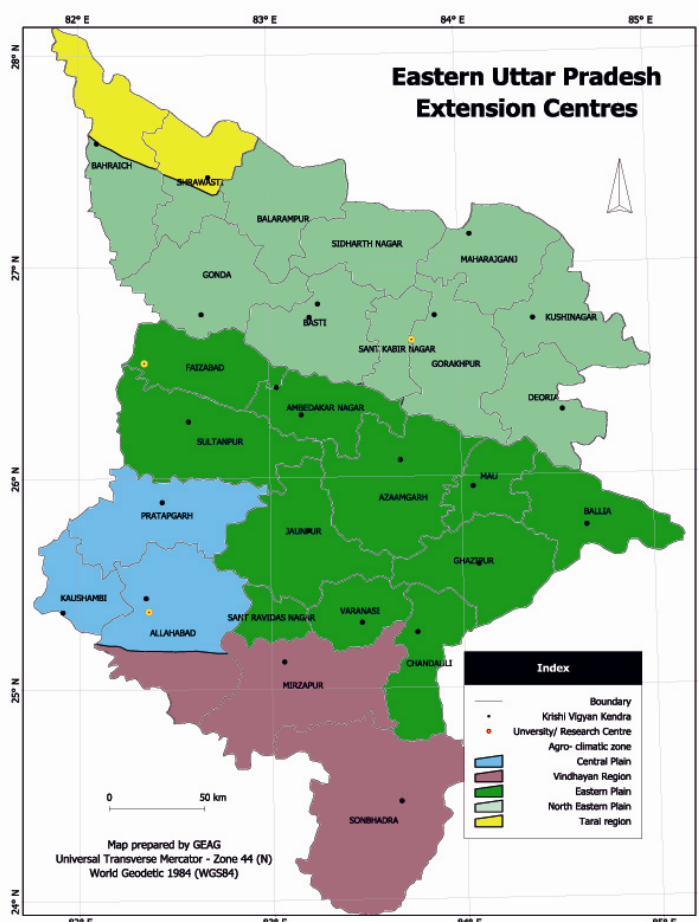 82° E 83° E 84° E 85° E
28° N
Eastern Uttar Pradesh
Extension Centres
BAHRAICH
SHRAWASTI
BALARAMPUR
SIDHARTH NAGAR
MAHARAJGANJ
27° N
GONDA
BASTI
KUSHINAGAR
SANT KABIR NAGAR
GORAKHPUR
FAIZABAD
DEORIA
AMBEDAKAR NAGAR
SULTANPUR
26° N
MAU
AZAAMGARH
BALLIA
PRATAPGARH
JAUNPUR
GHAZIPUR
KAUSHAMBI
VARANASI
SANT RAVIDAS NAGAR
ALLAHABAD
CHANDAULI
25° N
MIRZAPUR
Index
Boundary
Krishi Vigyan Kendra
Unversity/ Research Centre
Agro- climatic zone
Central Plain
Vindhayan Region
Eastern Plain
North Eastern Plain
Tarai region
0 50 km
SONBHADRA
Map prepared by GEAG
Universal Transverse Mercator - Zone 44 (N)
World Geodetic 1984 (WGS84)
24° N